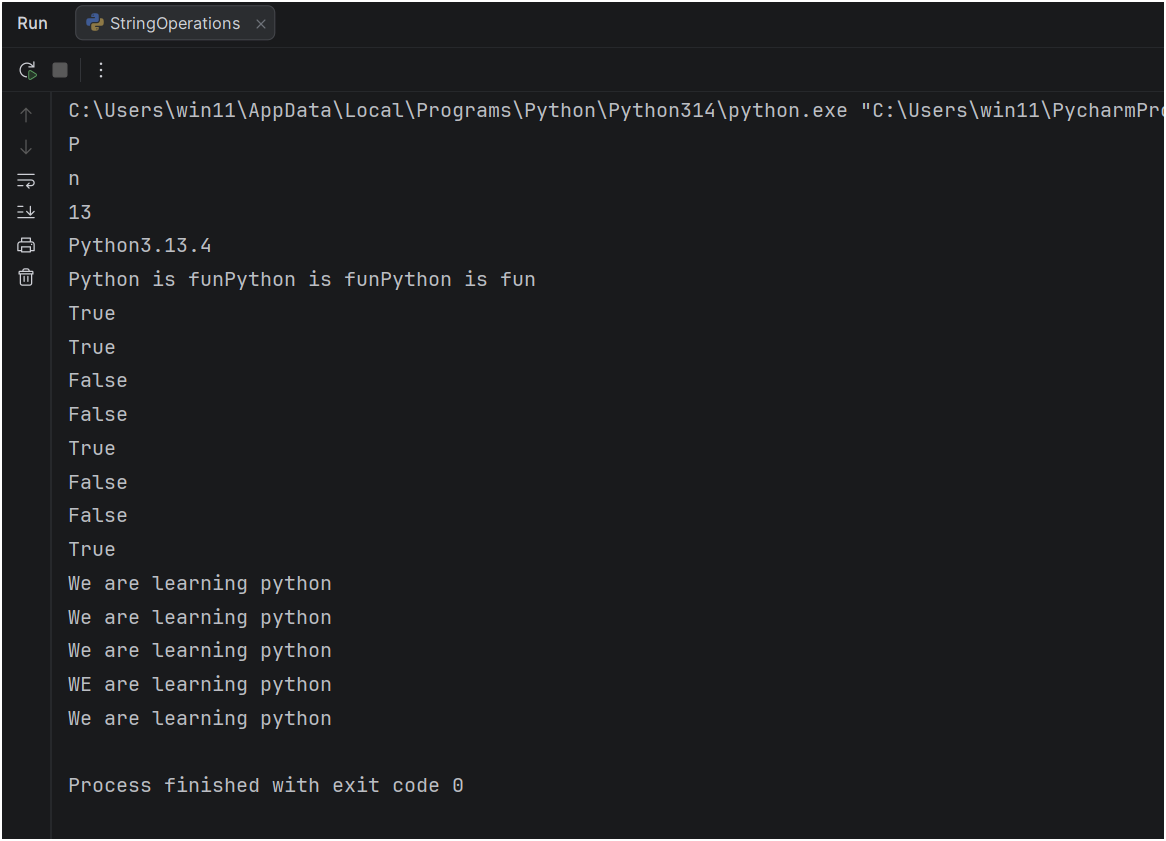 Run StringOperations
C:\Users\win11\AppData\Local\Programs\Python\Python314\python.exe "C:\Users\win11\PycharmPro
P
n
13
Python3.13.4
Python is funPython is funPython is fun
True
True
False
False
True
False
False
True
We are learning python
We are learning python
We are learning python
WE are learning python
We are learning python
Process finished with exit code 0